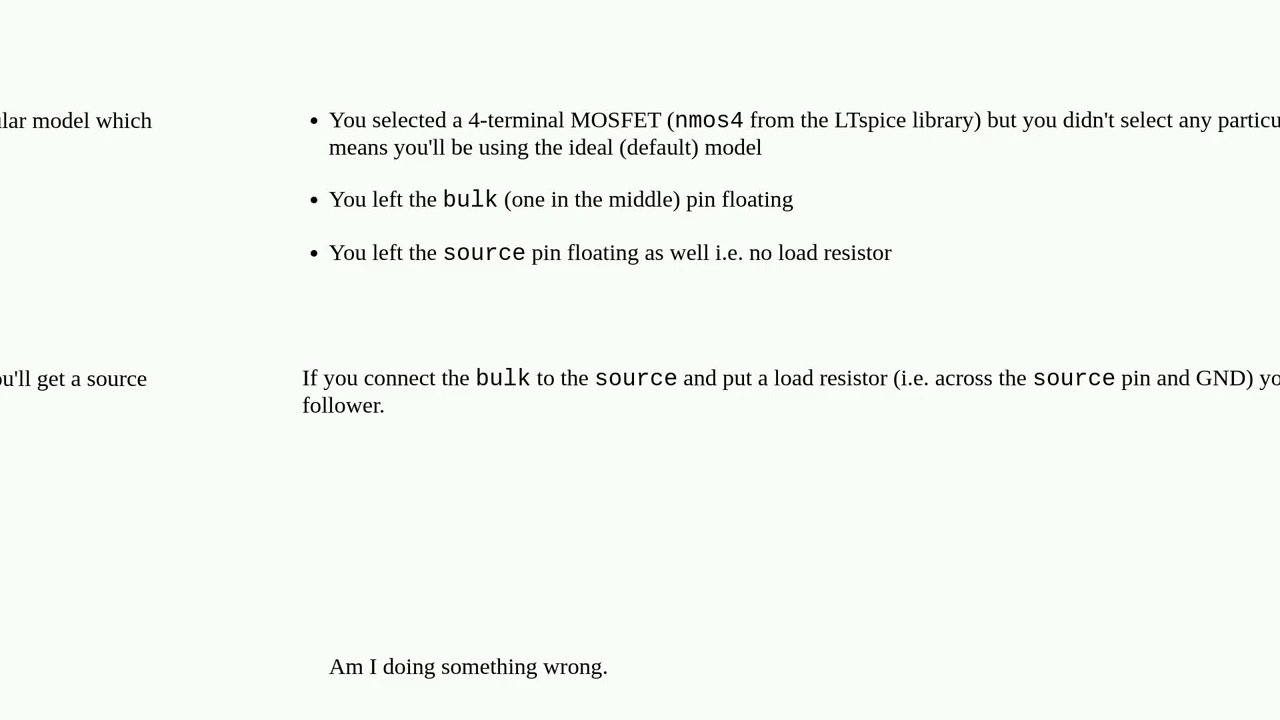 lar model which
• You selected a 4-terminal MOSFET (nmos4 from the LTspice library) but you didn't select any particu
means you'll be using the ideal (default) model
• You left the bulk (one in the middle) pin floating
• You left the source pin floating as well i.e. no load resistor
u'll get a source
If you connect the bulk to the source and put a load resistor (i.e. across the source pin and GND) yo
follower.
Am I doing something wrong.